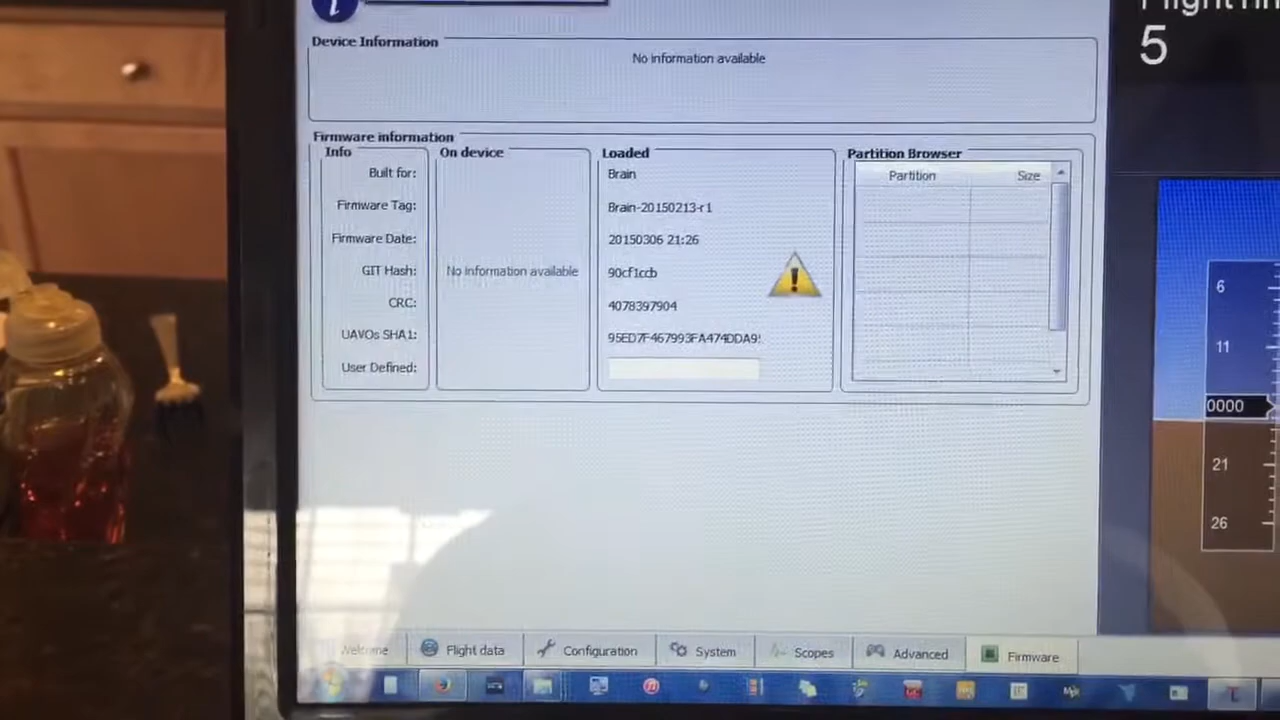 5
Device Information
No information available
Firmware information
Info
On device
Loaded
Partition Browser
Built for:
Brain
Partition
Size
Firmware Tag:
Brain-20150213-r1
Firmware Date:
20150306 21:26
GIT Hash:
No information available
90cf1ccb
CRC:
4078397904
UAVOs SHA1:
95ED7F467993FA474DDA9
User Defined:
6
11
0000
21
26
Welcome
Flight data
Configuration
System
Scopes
Advanced
Firmware